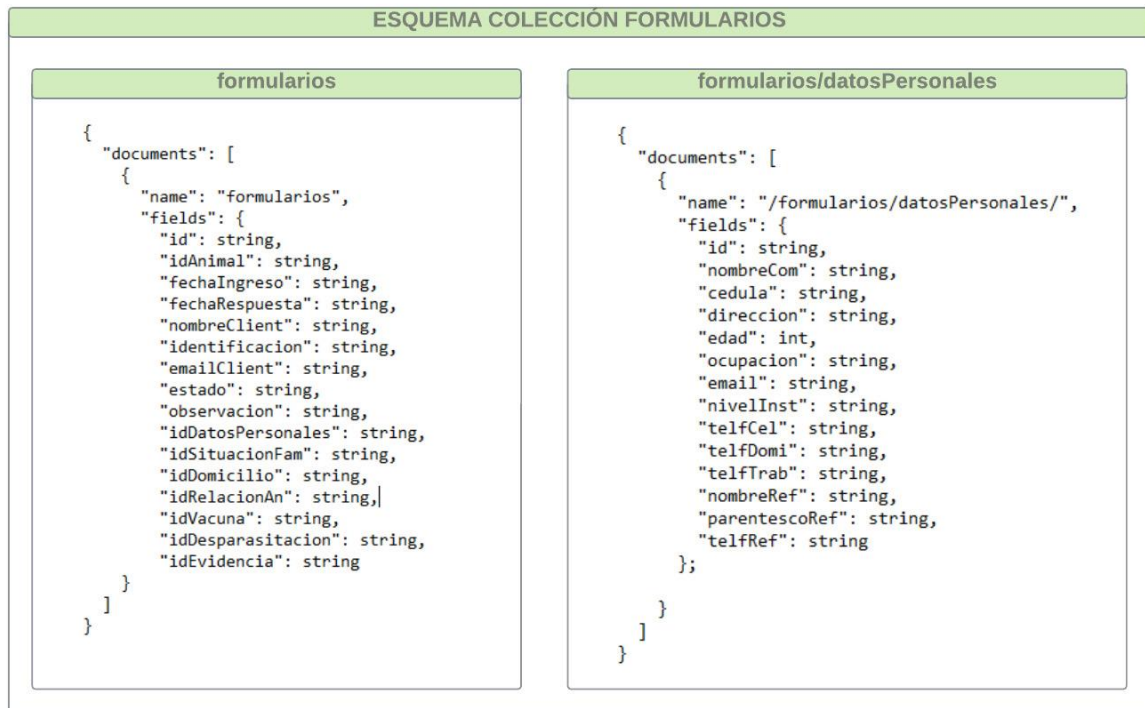 ESQUEMA COLECCIÓN FORMULARIOS
formularios
{
"documents": [
{
"name": "formularios",
"fields": {
"id": string,
"idAnimal": string,
"fechaIngreso": string,
"fechaRespuesta": string,
"nombreClient": string,
"identificacion": string,
"emailClient": string,
"estado": string,
"observacion": string,
"idDatosPersonales": string,
"idSituacionFam": string,
"idDomicilio": string,
"idRelacionAn": string,
"idVacuna": string,
"idDesparasitacion": string,
"idEvidencia": string
}
]
}
formularios/datosPersonales
{
"documents": [
{
"name": "/formularios/datosPersonales/",
"fields": {
"id": string,
"nombreCom": string,
"cedula": string,
"direccion": string,
"edad": int,
"ocupacion": string,
"email": string,
"nivelInst": string,
"telfCel": string,
"telfDomi": string,
"telfTrab": string,
"nombreRef": string,
"parentescoRef": string,
"telfRef": string
};
}
]
}